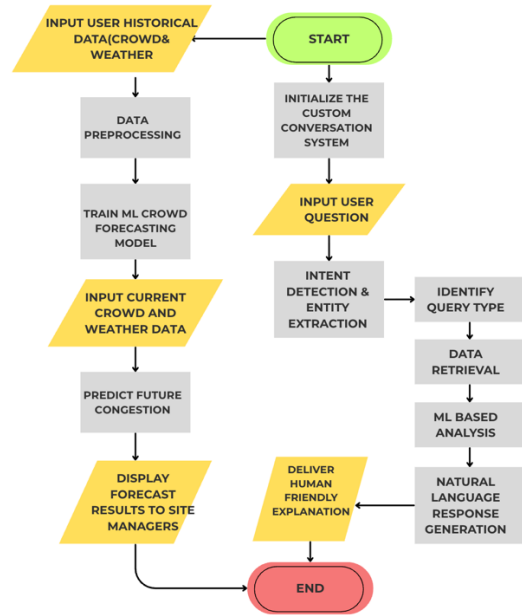 START
INPUT USER HISTORICAL
DATA(CROWD&
WEATHER
DATA
PREPROCESSING
TRAIN ML CROWD
FORECASTING
MODEL
INPUT CURRENT
CROWD AND
WEATHER DATA
PREDICT FUTURE
CONGESTION
DISPLAY
FORECAST
RESULTS TO SITE
MANAGERS
INITIALIZE THE
CUSTOM
CONVERSATION
SYSTEM
INPUT USER
QUESTION
INTENT
DETECTION &
ENTITY
EXTRACTION
IDENTIFY
QUERY TYPE
DATA
RETRIEVAL
ML BASED
ANALYSIS
NATURAL
LANGUAGE
RESPONSE
GENERATION
DELIVER
HUMAN
FRIENDLY
EXPLANATION
END